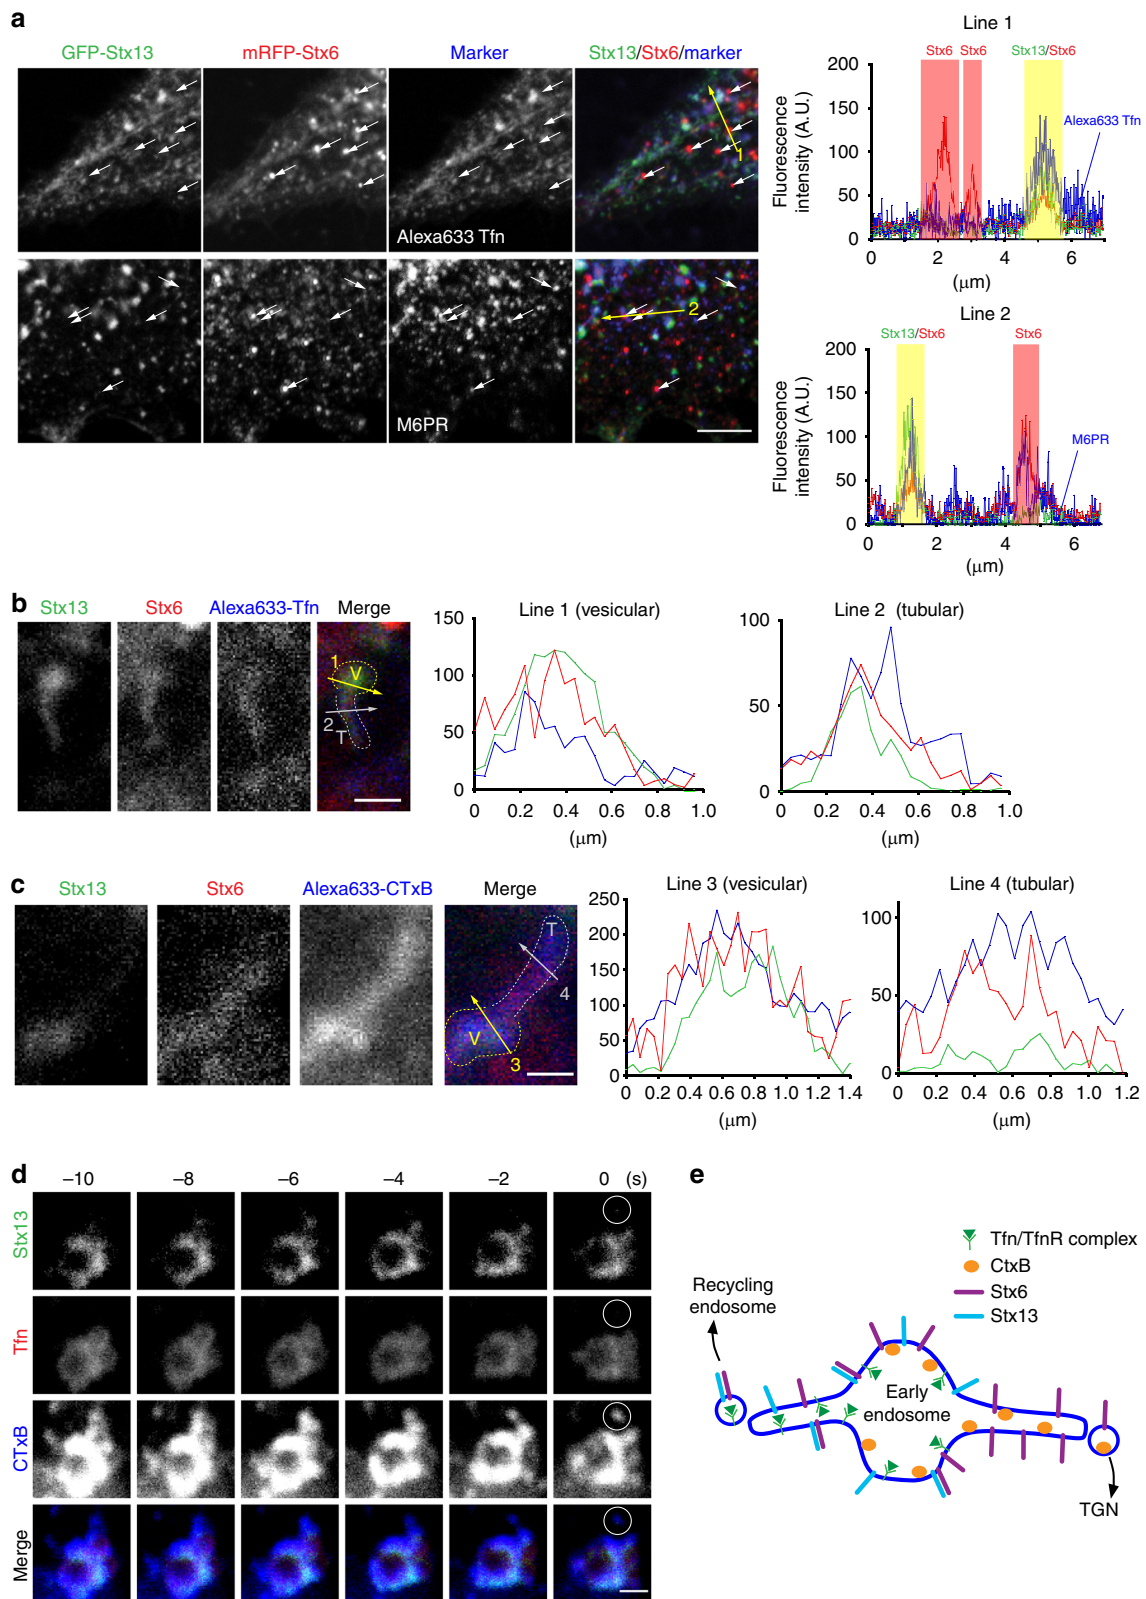 a
GFP-Stx13
mRFP-Stx6
Marker
Stx13/Stx6/marker
Alexa633 Tfn
1
M6PR
2
Line 1
Stx6
Stx6
Stx13/Stx6
200
150
100
50
0
Fluorescence
intensity (A.U.)
Alexa633 Tfn
0 2 4 6
(μm)
Line 2
Stx13/Stx6
Stx6
200
150
100
50
0
Fluorescence
intensity (A.U.)
M6PR
0 2 4 6
(μm)
b
Stx13
Stx6
Alexa633-Tfn
Merge
1
V
2
T
Line 1 (vesicular)
150
100
50
0
0 0.2 0.4 0.6 0.8 1.0
(μm)
Line 2 (tubular)
100
50
0
0 0.2 0.6 0.8 1.0
(μm)
c
Stx13
Stx6
Alexa633-CTxB
Merge
T
4
V
3
Line 3 (vesicular)
250
200
150
100
50
0
0 0.2 0.6 0.8 1.0 1.2 1.4
(μm)
Line 4 (tubular)
100
50
0
0 0.2 0.4 0.6 0.8 1.0 1.2
(μm)
d
–10 –8 –6 –4 –2 0 (s)
Stx13
Tfn
CTxB
Merge
e
Tfn/TfnR complex
CtxB
Stx6
Stx13
Recycling
endosome
Early
endosome
TGN